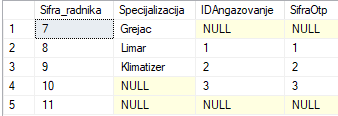 Sifra_radnika Specijalizacija IDAngazovanje SifraOtp
1 7 Grejac NULL NULL
2 8 Limar 1 1
3 9 Klimatizer 2 2
4 10 NULL 3 3
5 11 NULL NULL NULL